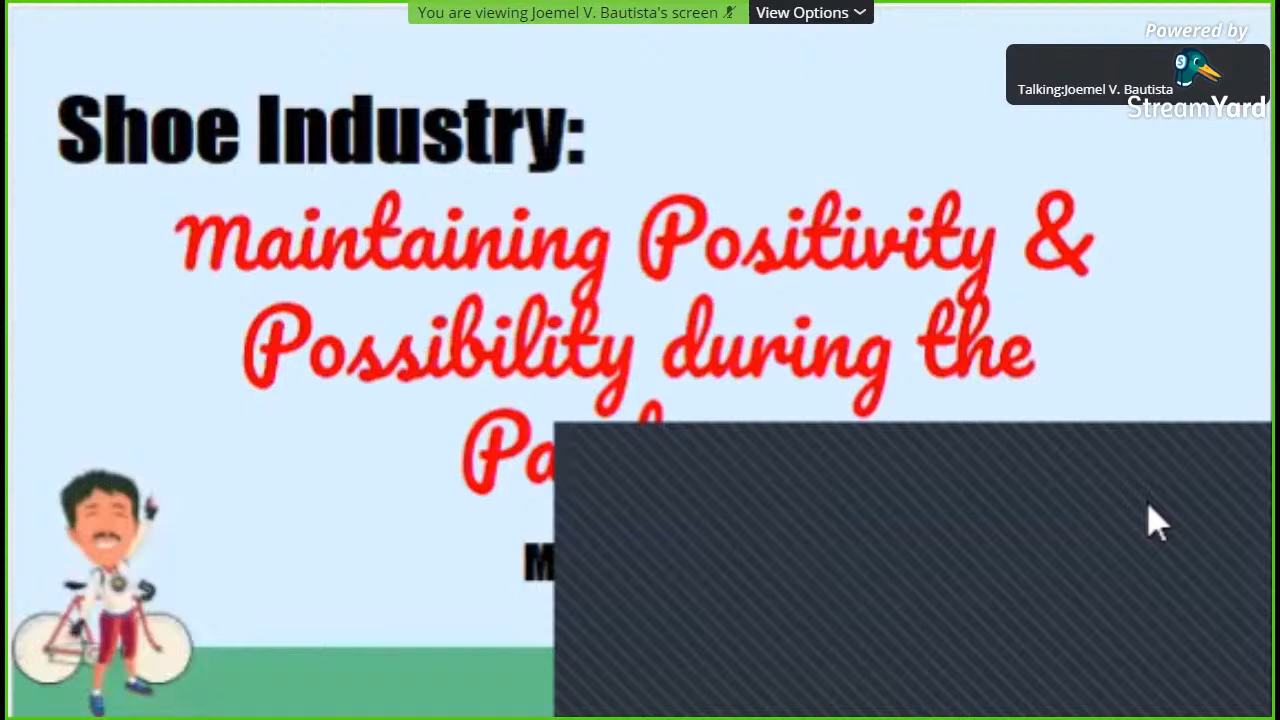 You are viewing Joemel V. Bautista's screen
View Options
Powered by
Talking:Joemel V. Bautista
StreamYard
Shoe Industry:
Maintaining Positivity &
Possibility during the